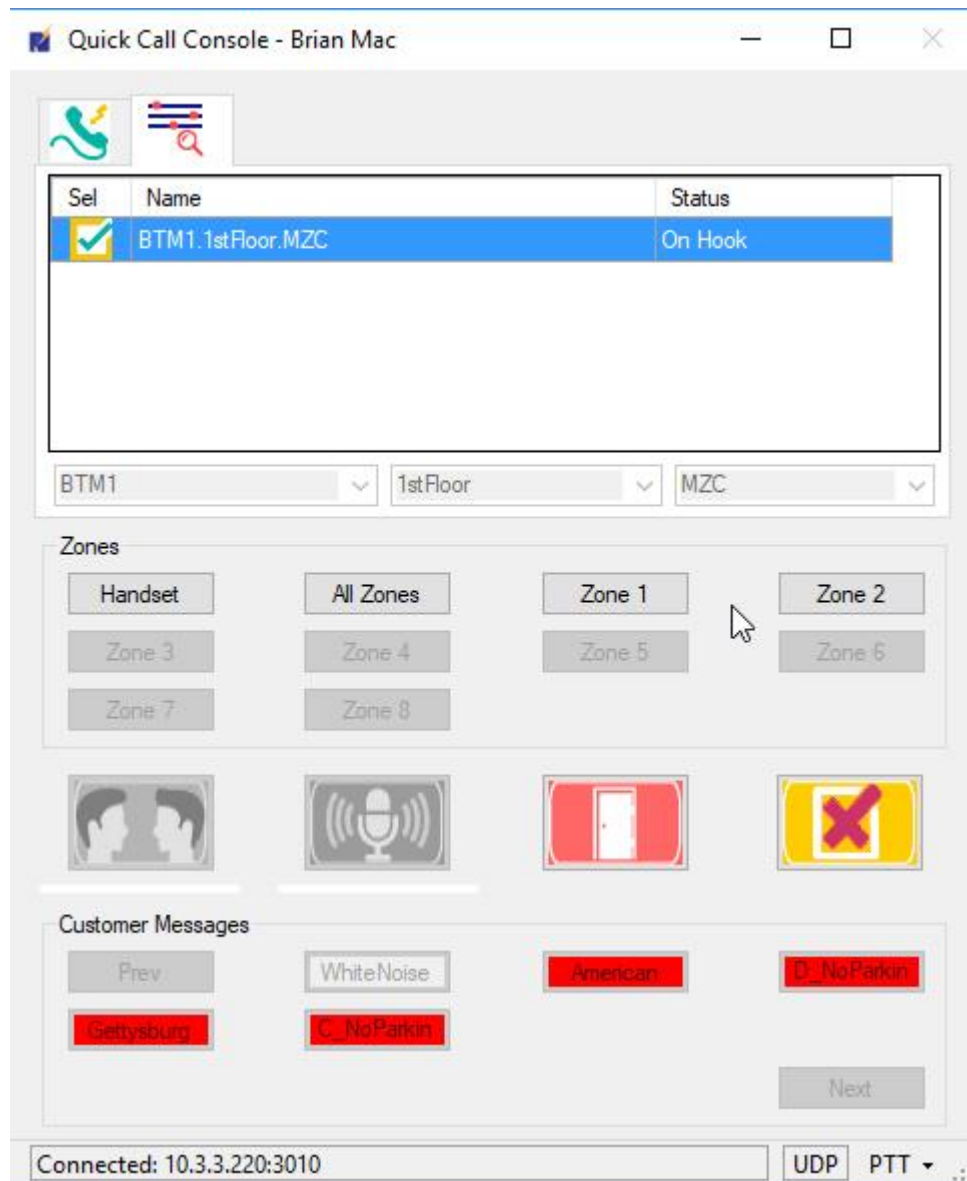 Quick Call Console - Brian Mac
Sel Name Status
BTM1.1stFloor.MZC On Hook
BTM1 1stFloor MZC
Zones
Handset All Zones Zone 1 Zone 2
Zone 3 Zone 4 Zone 5 Zone 6
Zone 7 Zone 8
Customer Messages
Prev WhiteNoise American D_NoParkin
Gettysburg C_NoParkin
Next
Connected: 10.3.3.220:3010 UDP PTT